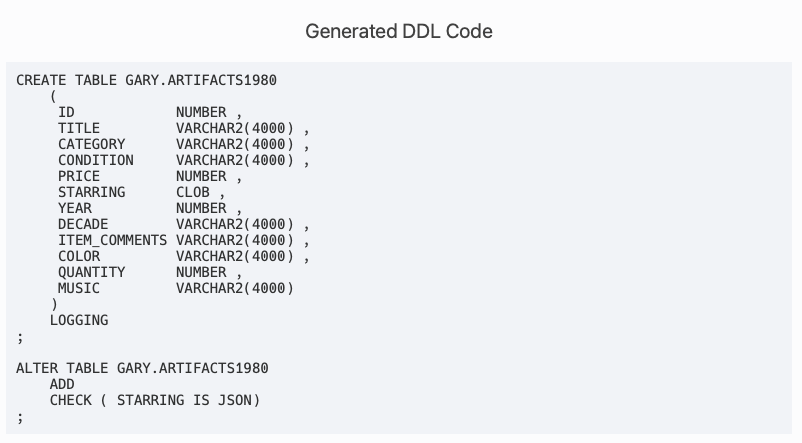 Generated DDL Code
CREATE TABLE GARY.ARTIFACTS1980
    (
     ID            NUMBER ,
     TITLE         VARCHAR2(4000) ,
     CATEGORY      VARCHAR2(4000) ,
     CONDITION     VARCHAR2(4000) ,
     PRICE         NUMBER ,
     STARRING      CLOB ,
     YEAR          NUMBER ,
     DECADE        VARCHAR2(4000) ,
     ITEM_COMMENTS VARCHAR2(4000) ,
     COLOR         VARCHAR2(4000) ,
     QUANTITY      NUMBER ,
     MUSIC         VARCHAR2(4000)
    )
    LOGGING
;
ALTER TABLE GARY.ARTIFACTS1980
    ADD
    CHECK ( STARRING IS JSON)
;